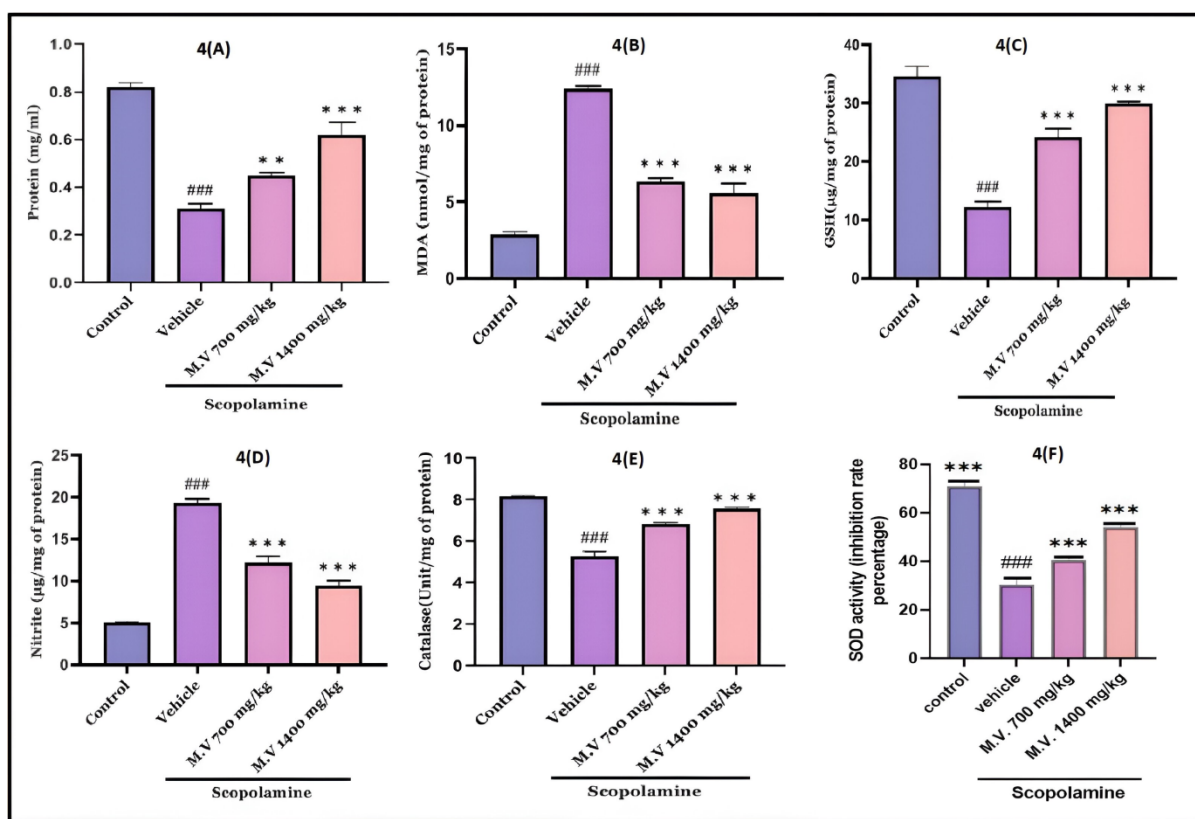 4(A)
Protein (mg/ml)
1.0
0.8
0.6
0.4
0.2
0.0
###
* *
* * *
Control
Vehicle
M.V 700 mg/kg
M.V 1400 mg/kg
Scopolamine
4(B)
MDA (nmol/mg of protein)
15
10
5
0
###
* * *
* * *
Control
Vehicle
M.V 700 mg/kg
M.V 1400 mg/kg
Scopolamine
4(C)
GSH(µg/mg of protein)
40
30
20
10
0
###
* * *
* * *
Control
Vehicle
M.V 700 mg/kg
M.V 1400 mg/kg
Scopolamine
4(D)
Nitrite (µg/mg of protein)
25
20
15
10
5
0
###
* * *
* * *
Control
Vehicle
M.V 700 mg/kg
M.V 1400 mg/kg
Scopolamine
4(E)
Catalase(Unit/mg of protein)
10
8
6
4
2
0
###
* * *
* * *
Control
Vehicle
M.V 700 mg/kg
M.V 1400 mg/kg
Scopolamine
4(F)
SOD activity (inhibition rate
percentage)
80
60
40
20
0
***
###
***
***
control
vehicle
M.V. 700 mg/kg
M.V. 1400 mg/kg
Scopolamine